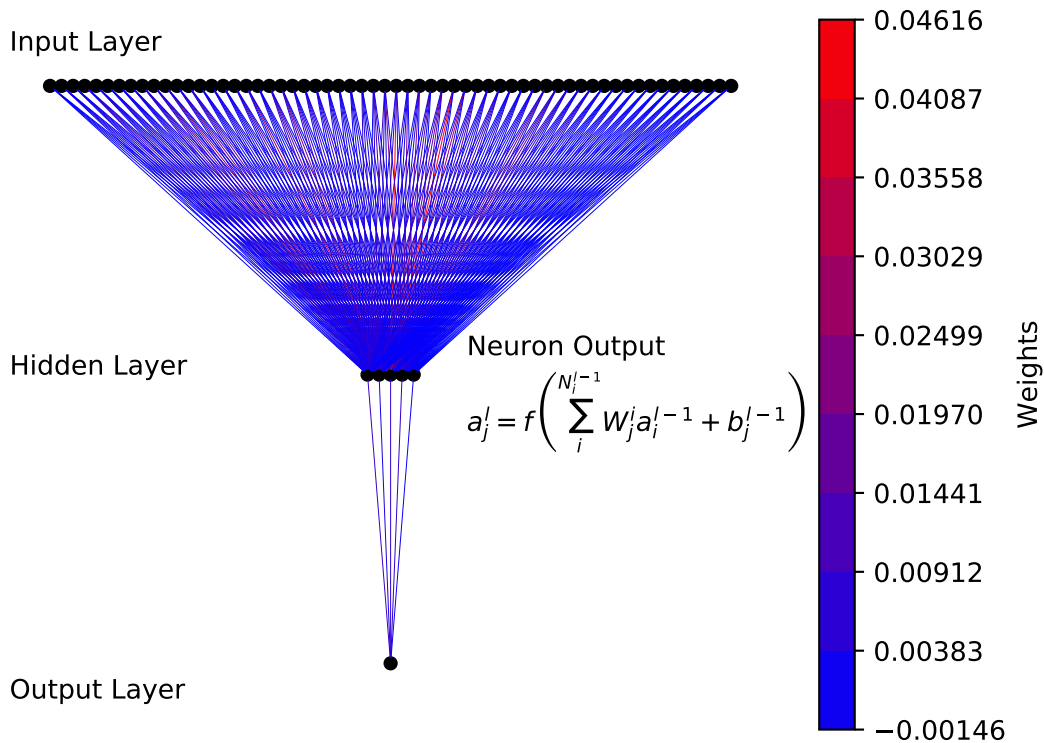 Input Layer
Hidden Layer
Neuron Output
a_j^l = f(∑_i^{N_i^{l−1}} W_j^i a_i^{l−1} + b_j^{l−1})
Output Layer
0.04616
0.04087
0.03558
0.03029
0.02499
0.01970
0.01441
0.00912
0.00383
−0.00146
Weights